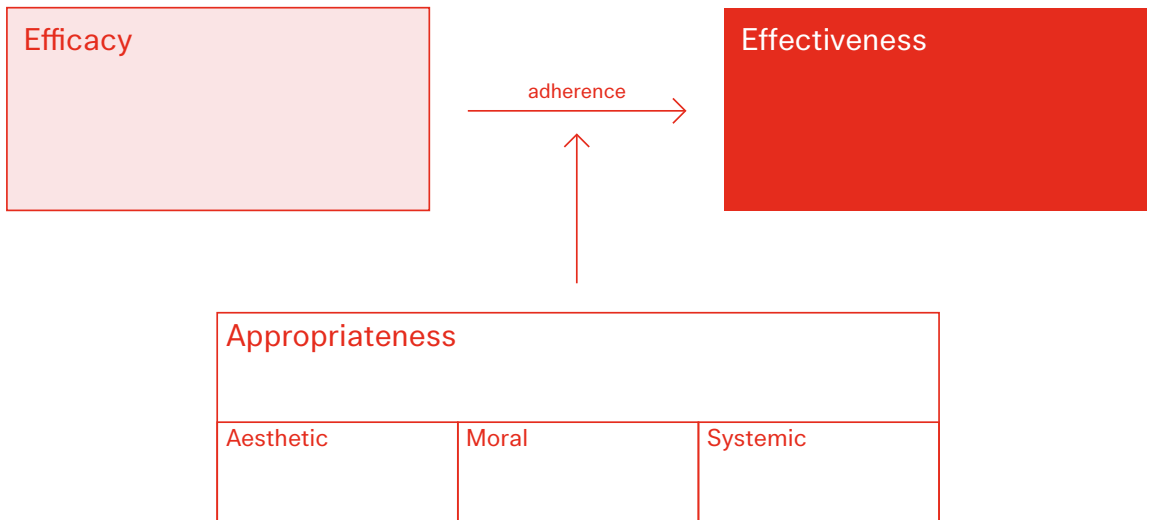 Efficacy
Effectiveness
adherence
Appropriateness
Aesthetic
Moral
Systemic